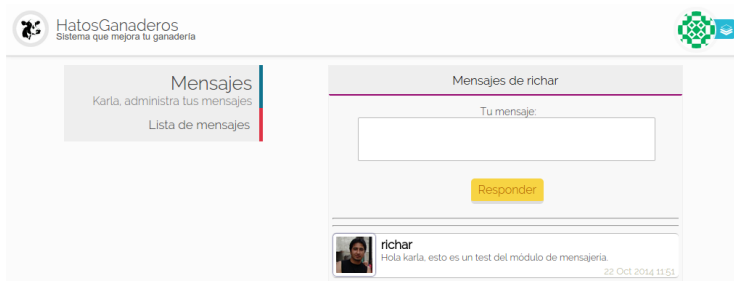 HatosGanaderos
Sistema que mejora tu ganadería
Mensajes
Karla, administra tus mensajes
Lista de mensajes
Mensajes de richar
Tu mensaje:
Responder
richar
Hola karla, esto es un test del módulo de mensajeria.
22 Oct 2014 11:51